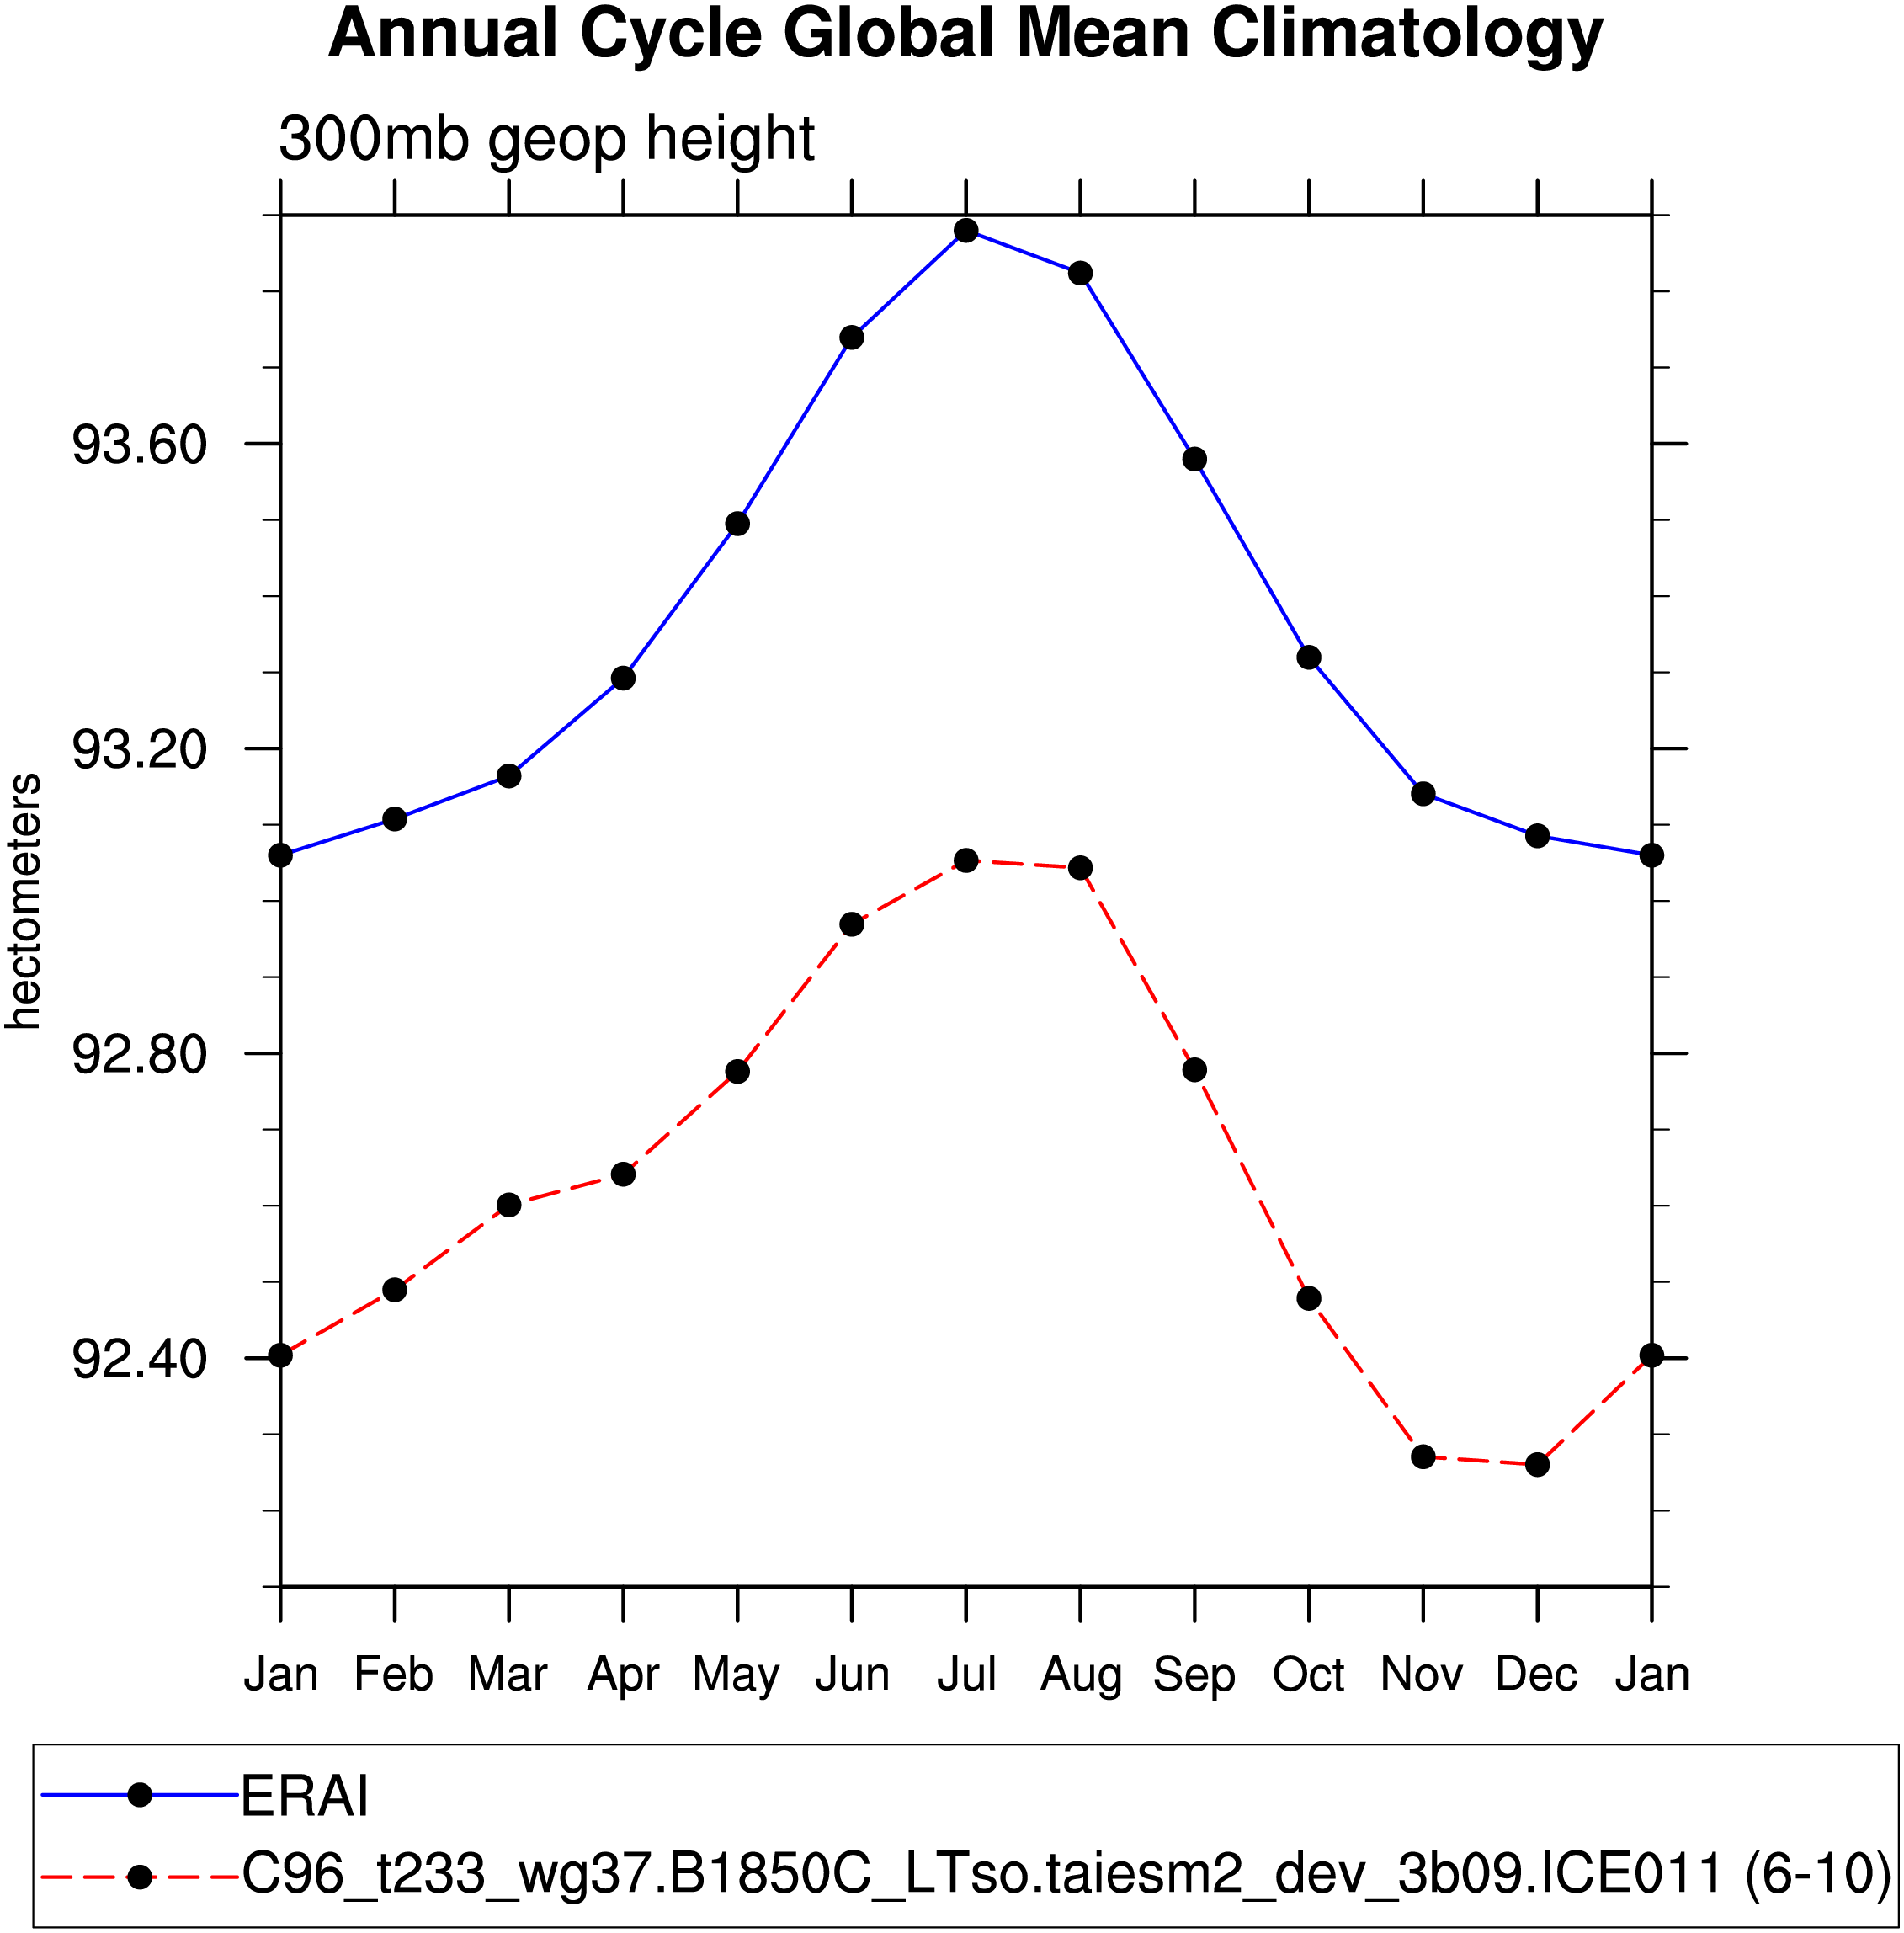 Annual Cycle Global Mean Climatology
300mb geop height
93.60
93.20
92.80
92.40
hectometers
Jan Feb Mar Apr May Jun Jul Aug Sep Oct Nov Dec Jan
ERAI
C96_t233_wg37.B1850C_LTso.taiesm2_dev_3b09.ICE011 (6-10)